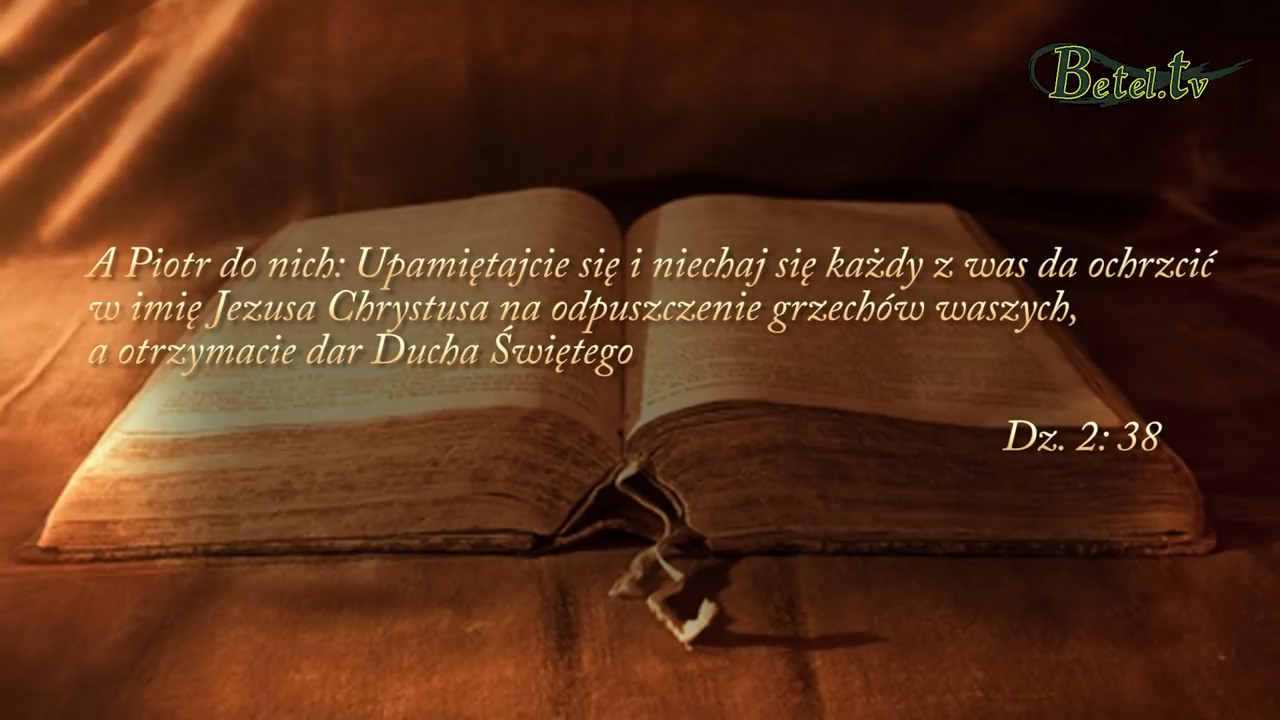 Betel.tv
A Piotr do nich: Upamiętajcie się i niechaj się każdy z was da ochrzcić
w imię Jezusa Chrystusa na odpuszczenie grzechów waszych,
a otrzymacie dar Ducha Świętego
Dz. 2: 38